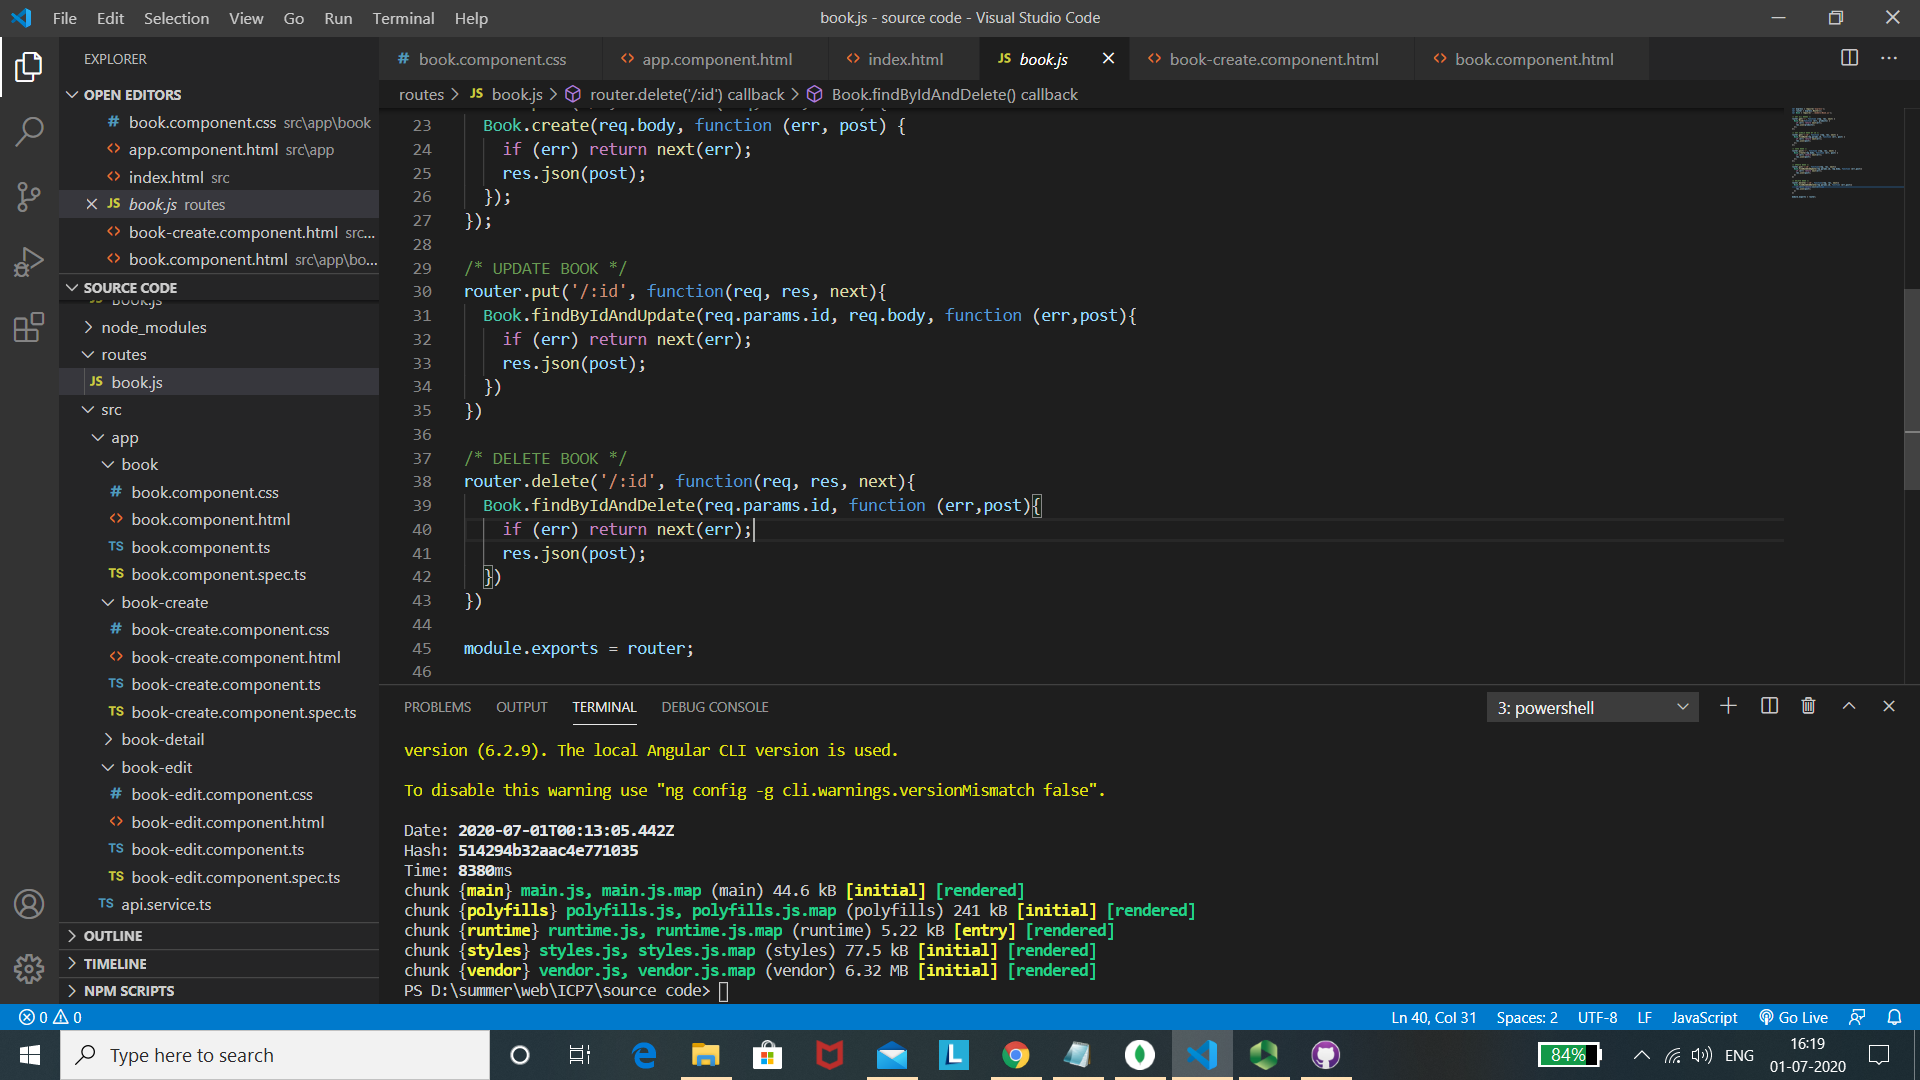 File Edit Selection View Go Run Terminal Help
book.js - source code - Visual Studio Code
EXPLORER
OPEN EDITORS
# book.component.css src\app\book
<> app.component.html src\app
<> index.html src
JS book.js routes
<> book-create.component.html src...
<> book.component.html src\app\bo...
SOURCE CODE
JS Book.js
node_modules
routes
JS book.js
src
app
book
# book.component.css
<> book.component.html
TS book.component.ts
TS book.component.spec.ts
book-create
# book-create.component.css
<> book-create.component.html
TS book-create.component.ts
TS book-create.component.spec.ts
book-detail
book-edit
# book-edit.component.css
<> book-edit.component.html
TS book-edit.component.ts
TS book-edit.component.spec.ts
TS api.service.ts
OUTLINE
TIMELINE
NPM SCRIPTS
# book.component.css <> app.component.html <> index.html JS book.js <> book-create.component.html <> book.component.html
routes > JS book.js > router.delete('/:id') callback > Book.findByIdAndDelete() callback
23 Book.create(req.body, function (err, post) {
24 if (err) return next(err);
25 res.json(post);
26 });
27 });
28
29 /* UPDATE BOOK */
30 router.put('/:id', function(req, res, next){
31 Book.findByIdAndUpdate(req.params.id, req.body, function (err,post){
32 if (err) return next(err);
33 res.json(post);
34 })
35 })
36
37 /* DELETE BOOK */
38 router.delete('/:id', function(req, res, next){
39 Book.findByIdAndDelete(req.params.id, function (err,post){
40 if (err) return next(err);
41 res.json(post);
42 })
43 })
44
45 module.exports = router;
46
PROBLEMS OUTPUT TERMINAL DEBUG CONSOLE
3: powershell
version (6.2.9). The local Angular CLI version is used.
To disable this warning use "ng config -g cli.warnings.versionMismatch false".
Date: 2020-07-01T00:13:05.442Z
Hash: 514294b32aac4e771035
Time: 8380ms
chunk {main} main.js, main.js.map (main) 44.6 kB [initial] [rendered]
chunk {polyfills} polyfills.js, polyfills.js.map (polyfills) 241 kB [initial] [rendered]
chunk {runtime} runtime.js, runtime.js.map (runtime) 5.22 kB [entry] [rendered]
chunk {styles} styles.js, styles.js.map (styles) 77.5 kB [initial] [rendered]
chunk {vendor} vendor.js, vendor.js.map (vendor) 6.32 MB [initial] [rendered]
PS D:\summer\web\ICP7\source code>
0 0
Ln 40, Col 31 Spaces: 2 UTF-8 LF JavaScript Go Live
Type here to search
L
84%
ENG
16:19
01-07-2020